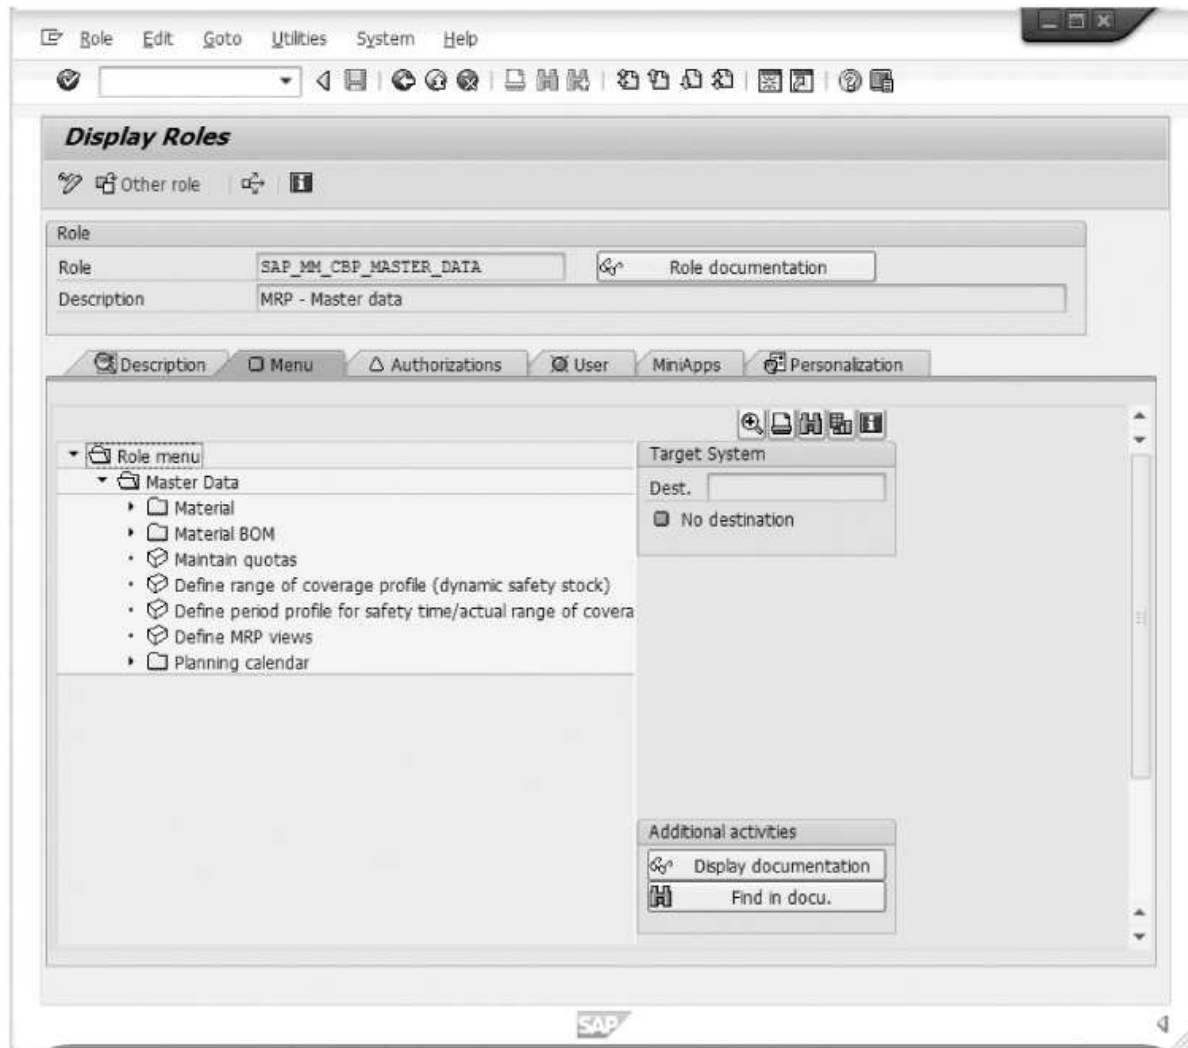 Role Edit Goto Utilities System Help
Display Roles
Other role
Role
Role SAP_MM_CBP_MASTER_DATA Role documentation
Description MRP - Master data
Description Menu Authorizations User MiniApps Personalization
Role menu
Master Data
Material
Material BOM
Maintain quotas
Define range of coverage profile (dynamic safety stock)
Define period profile for safety time/actual range of covera
Define MRP views
Planning calendar
Target System
Dest.
No destination
Additional activities
Display documentation
Find in docu.
SAP